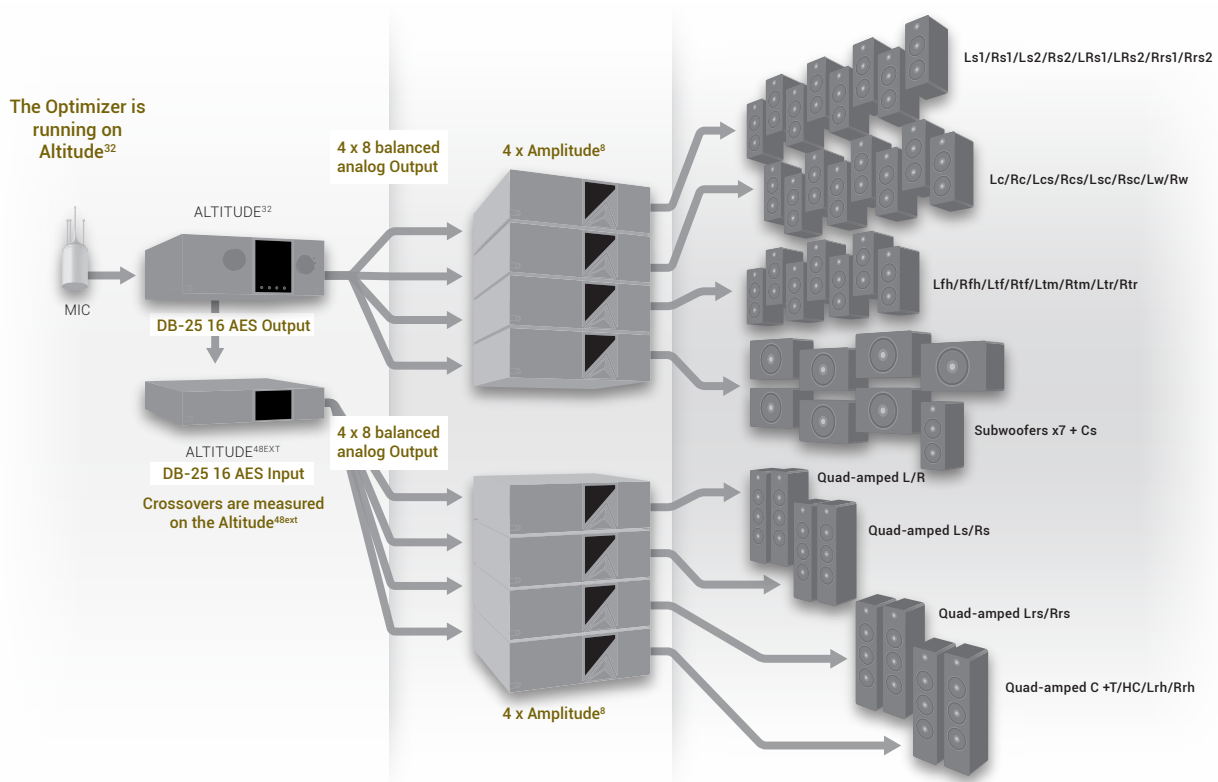 The Optimizer is
running on
Altitude³²
4 x 8 balanced
analog Output
4 x Amplitude⁸
Ls1/Rs1/Ls2/Rs2/LRs1/LRs2/Rrs1/Rrs2
Lc/Rc/Lcs/Rcs/Lsc/Rsc/Lw/Rw
ALTITUDE³²
MIC
DB-25 16 AES Output
Lfh/Rfh/Ltf/Rtf/Ltm/Rtm/Ltr/Rtr
Subwoofers x7 + Cs
ALTITUDE⁴⁸ᴱˣᵀ
DB-25 16 AES Input
Crossovers are measured
on the Altitude⁴⁸ᵉˣᵗ
4 x 8 balanced
analog Output
Quad-amped L/R
Quad-amped Ls/Rs
Quad-amped Lrs/Rrs
Quad-amped C +T/HC/Lrh/Rrh
4 x Amplitude⁸